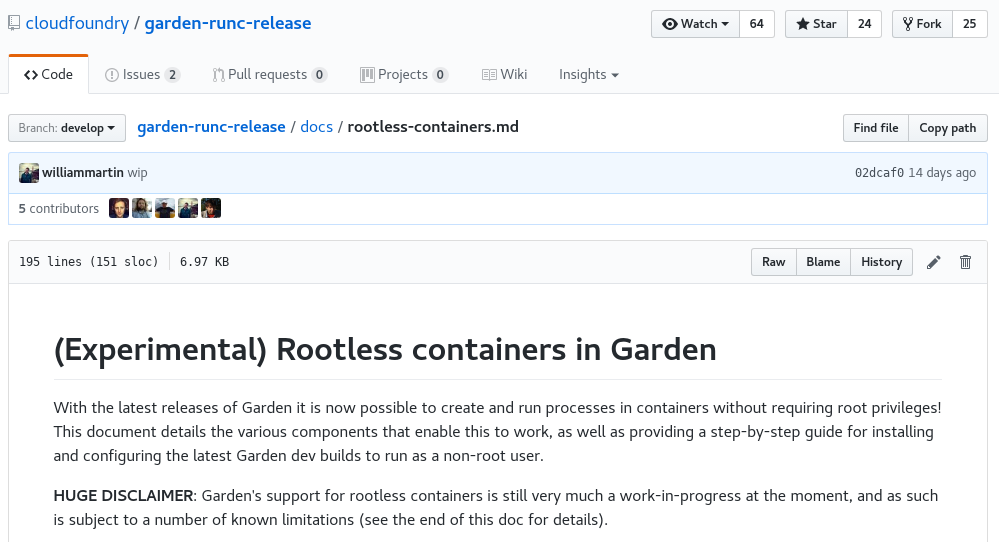 cloudfoundry / garden-runc-release
Watch 64 Star 24 Fork 25
Code Issues 2 Pull requests 0 Projects 0 Wiki Insights
Branch: develop garden-runc-release / docs / rootless-containers.md Find file Copy path
williammartin wip 02dcaf0 14 days ago
5 contributors
195 lines (151 sloc) 6.97 KB Raw Blame History
(Experimental) Rootless containers in Garden
With the latest releases of Garden it is now possible to create and run processes in containers without requiring root privileges!
This document details the various components that enable this to work, as well as providing a step-by-step guide for installing
and configuring the latest Garden dev builds to run as a non-root user.
HUGE DISCLAIMER: Garden's support for rootless containers is still very much a work-in-progress at the moment, and as such
is subject to a number of known limitations (see the end of this doc for details).